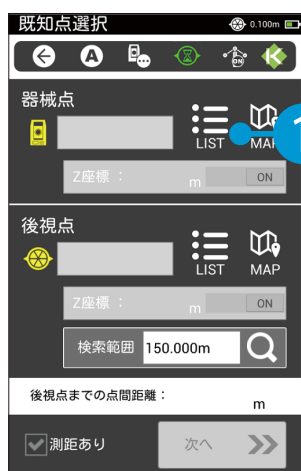 既知点選択 0.100m
A ON K
器械点
LIST MAP 1
Z座標： m ON
後視点
LIST MAP
Z座標： m ON
検索範囲 150.000m
後視点までの点間距離：
m
測距あり 次へ